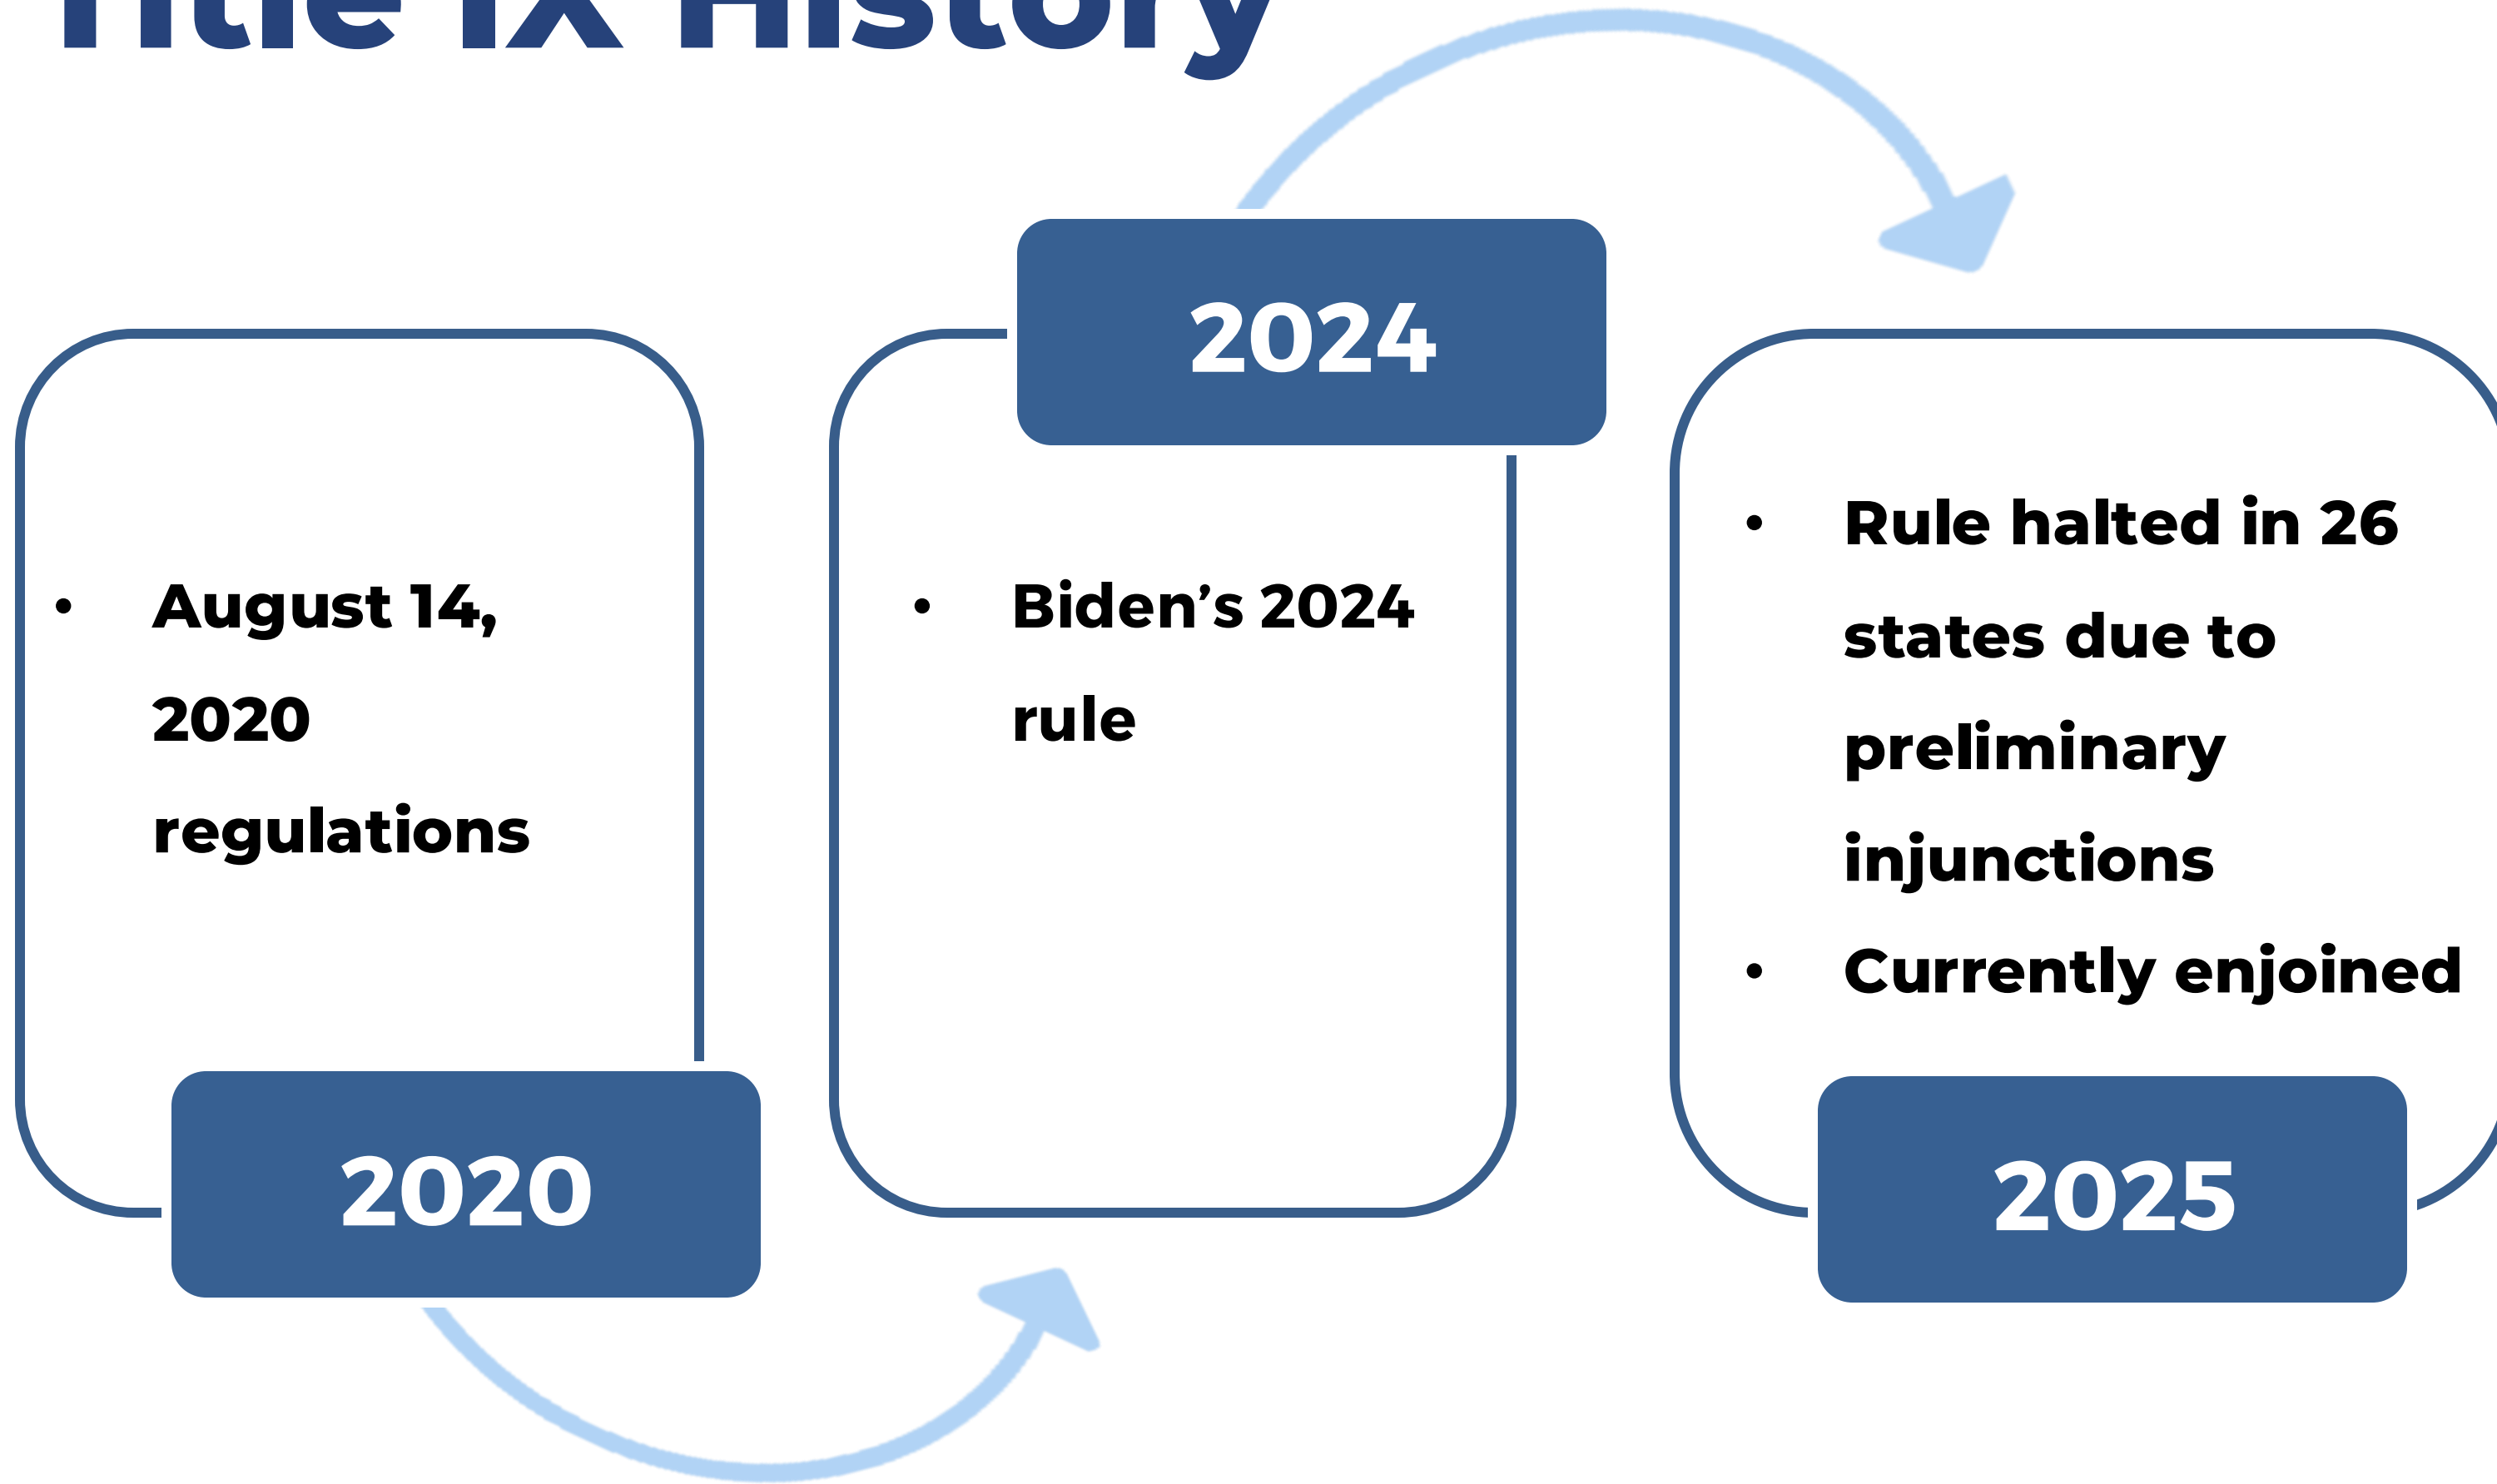 Title IX History
2024
• August 14,
2020
regulations
• Biden's 2024
rule
• Rule halted in 26
states due to
preliminary
injunctions
• Currently enjoined
2020
2025